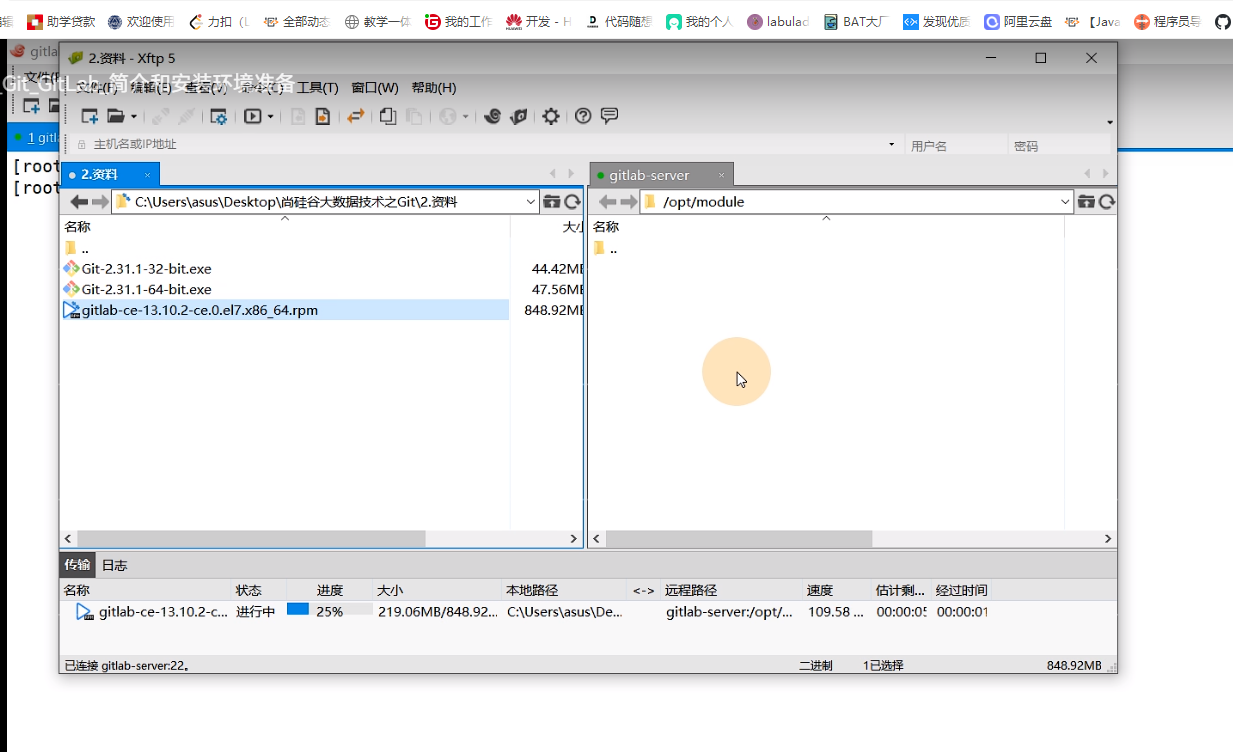 助学贷款 欢迎使用 力扣 (L 全部动态 教学一体 我的工作 开发 - H 代码随想 我的个人 labulad BAT大厂 发现优质 阿里云盘 【Java 程序员导
gitla
2.资料 - Xftp 5
Git_GitLab_简介和安装环境准备
文件(F) 编辑(E) 查看(V) 命令(C) 工具(T) 窗口(W) 帮助(H)
1 gitl
主机名或IP地址 用户名 密码
[root
[root
2.资料 gitlab-server
C:\Users\asus\Desktop\尚硅谷大数据技术之Git\2.资料 /opt/module
名称 大小 名称
.. ..
Git-2.31.1-32-bit.exe 44.42MB
Git-2.31.1-64-bit.exe 47.56MB
gitlab-ce-13.10.2-ce.0.el7.x86_64.rpm 848.92MB
传输 日志
名称 状态 进度 大小 本地路径 <-> 远程路径 速度 估计剩... 经过时间
gitlab-ce-13.10.2-c... 进行中 25% 219.06MB/848.92... C:\Users\asus\De... gitlab-server:/opt/... 109.58 ... 00:00:05 00:00:01
已连接 gitlab-server:22。 二进制 1已选择 848.92MB